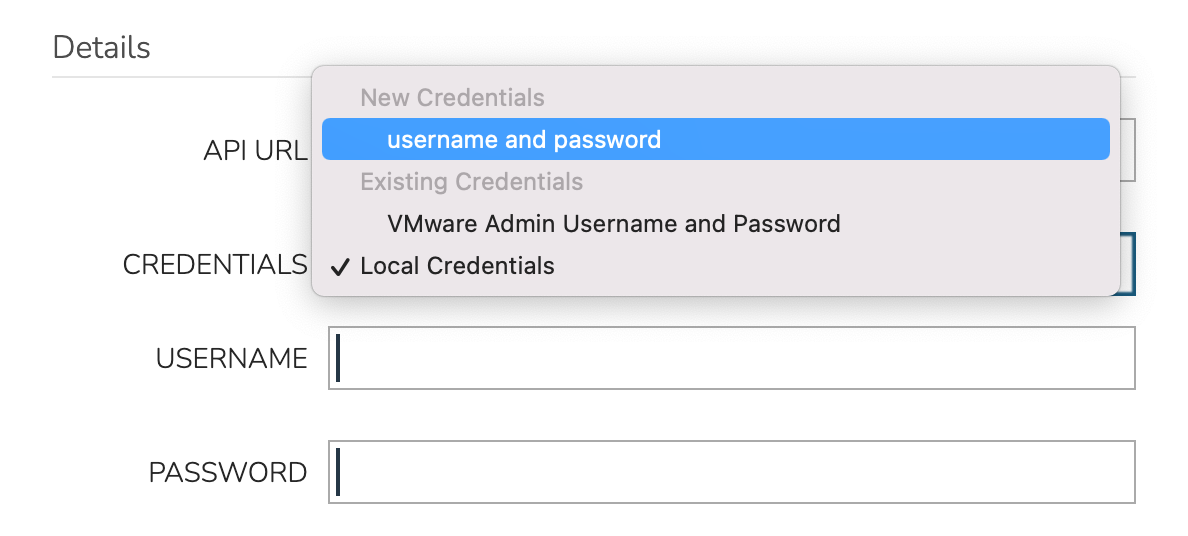 Details
API URL
New Credentials
username and password
Existing Credentials
VMware Admin Username and Password
CREDENTIALS
✓ Local Credentials
USERNAME
PASSWORD